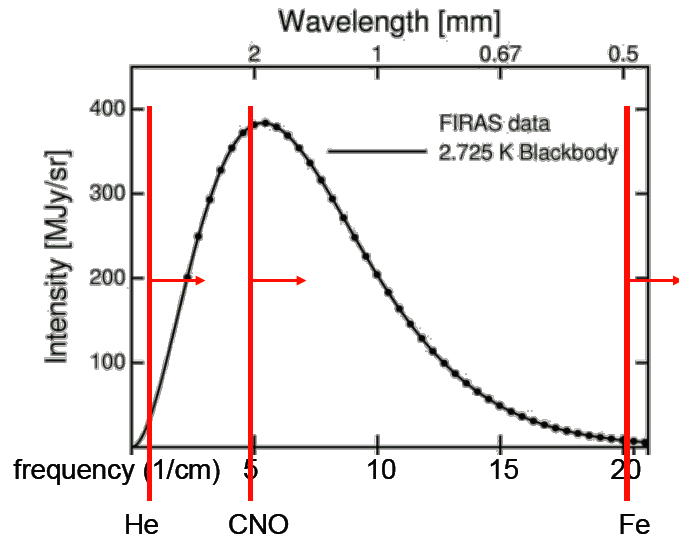 Wavelength [mm]
2 1 0.67 0.5
400
300
200
100
Intensity [MJy/sr]
FIRAS data
2.725 K Blackbody
frequency (1/cm) 5 10 15 20
He CNO Fe